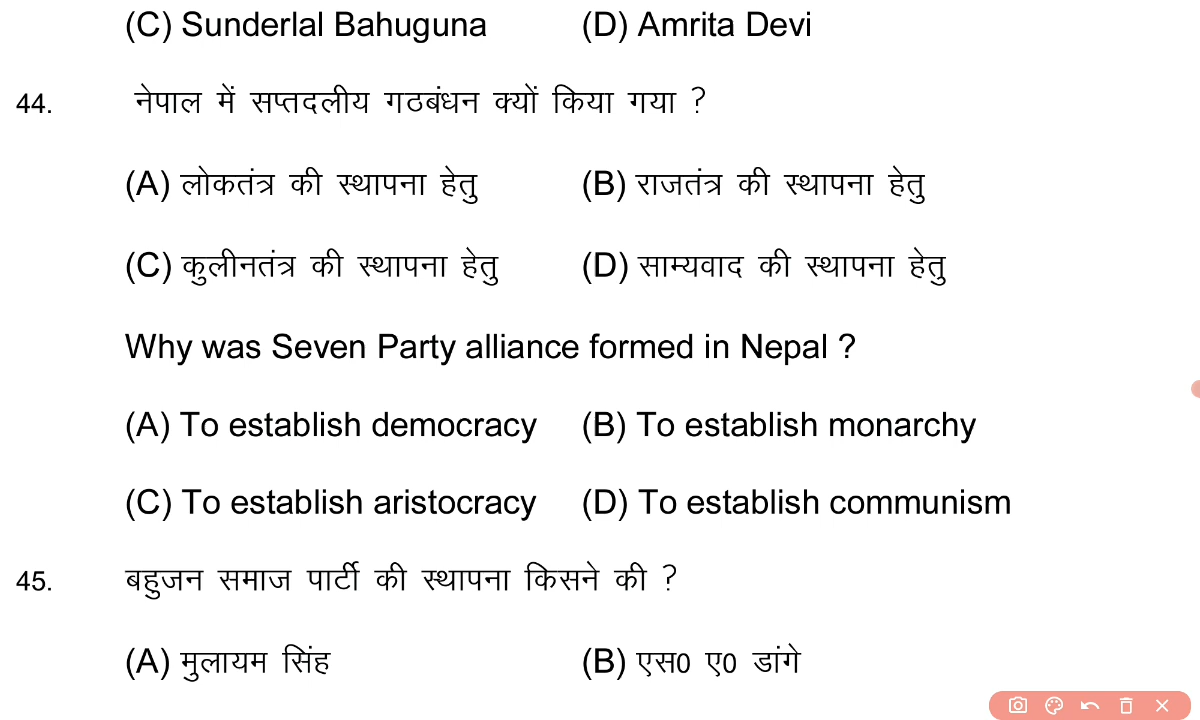 (C) Sunderlal Bahuguna (D) Amrita Devi
44. नेपाल में सप्तदलीय गठबंधन क्यों किया गया ?
(A) लोकतंत्र की स्थापना हेतु (B) राजतंत्र की स्थापना हेतु
(C) कुलीनतंत्र की स्थापना हेतु (D) साम्यवाद की स्थापना हेतु
Why was Seven Party alliance formed in Nepal ?
(A) To establish democracy (B) To establish monarchy
(C) To establish aristocracy (D) To establish communism
45. बहुजन समाज पार्टी की स्थापना किसने की ?
(A) मुलायम सिंह (B) एस0 ए0 डांगे